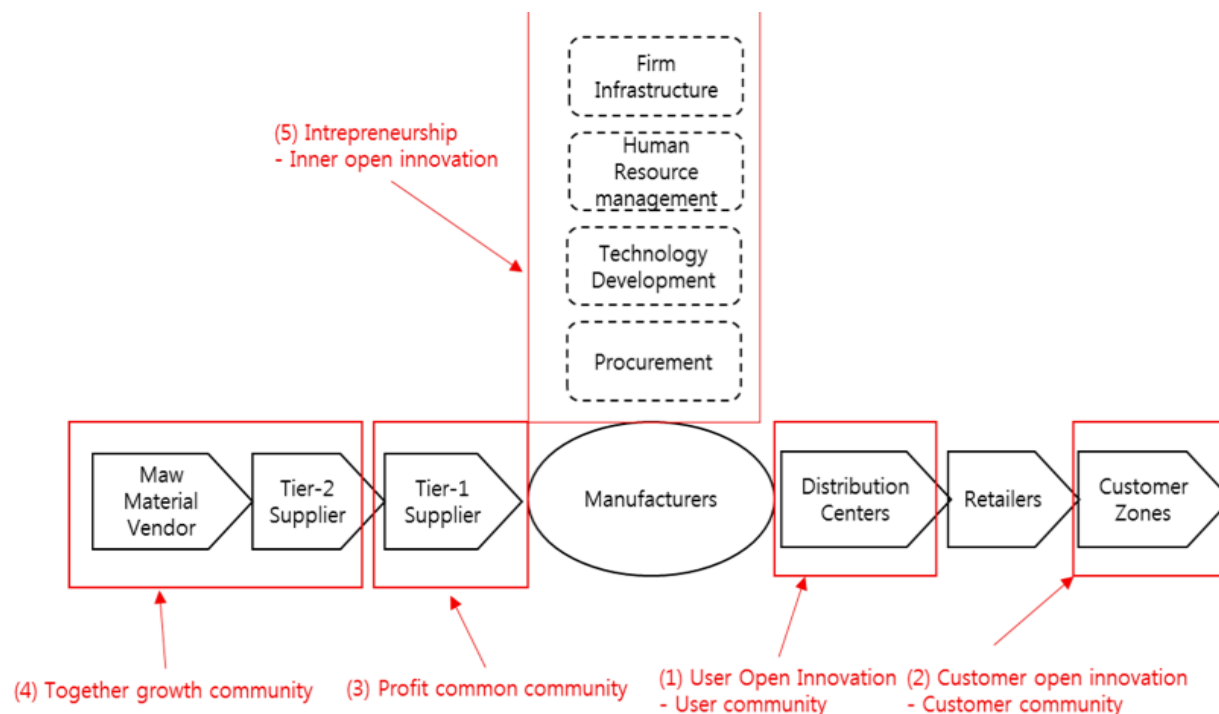 Firm
Infrastructure
(5) Intrepreneurship
- Inner open innovation
Human
Resource
management
Technology
Development
Procurement
Maw
Material
Vendor
Tier-2
Supplier
Tier-1
Supplier
Manufacturers
Distribution
Centers
Retailers
Customer
Zones
(4) Together growth community
(3) Profit common community
(1) User Open Innovation
- User community
(2) Customer open innovation
- Customer community